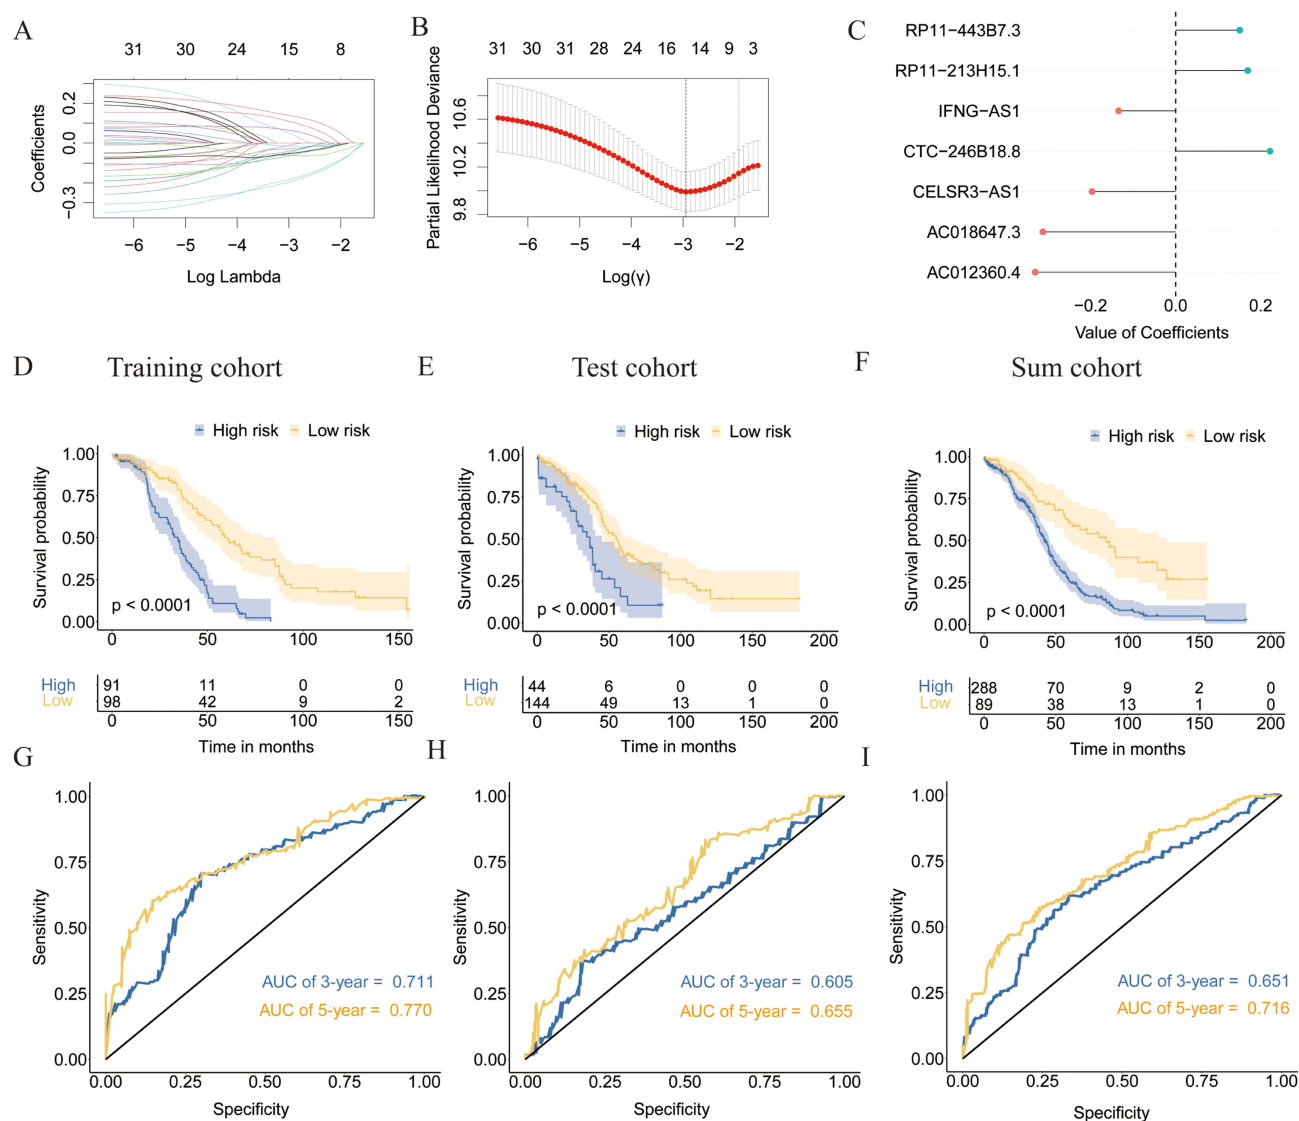 A
31 30 24 15 8
0.2
0.0
−0.3
Coefficients
−6 −5 −4 −3 −2
Log Lambda
B
31 30 31 28 24 16 14 9 3
10.6
10.2
9.8
Partial Likelihood Deviance
−6 −5 −4 −3 −2
Log(γ)
C
RP11−443B7.3
RP11−213H15.1
IFNG−AS1
CTC−246B18.8
CELSR3−AS1
AC018647.3
AC012360.4
−0.2 0.0 0.2
Value of Coefficients
D Training cohort
High risk Low risk
1.00
0.75
0.50
0.25
0.00
Survival probability
p < 0.0001
0 50 100 150
High 91 11 0 0
Low 98 42 9 2
0 50 100 150
Time in months
E Test cohort
High risk Low risk
1.00
0.75
0.50
0.25
0.00
Survival probability
p < 0.0001
0 50 100 150 200
High 44 6 0 0 0
Low 144 49 13 1 0
0 50 100 150 200
Time in months
F Sum cohort
High risk Low risk
1.00
0.75
0.50
0.25
0.00
Survival probability
p < 0.0001
0 50 100 150 200
High 288 70 9 2 0
Low 89 38 13 1 0
0 50 100 150 200
Time in months
G
1.00
0.75
0.50
0.25
0.00
Sensitivity
AUC of 3-year = 0.711
AUC of 5-year = 0.770
0.00 0.25 0.50 0.75 1.00
Specificity
H
1.00
0.75
0.50
0.25
0.00
Sensitivity
AUC of 3-year = 0.605
AUC of 5-year = 0.655
0.00 0.25 0.50 0.75 1.00
Specificity
I
1.00
0.75
0.50
0.25
0.00
Sensitivity
AUC of 3-year = 0.651
AUC of 5-year = 0.716
0.00 0.25 0.50 0.75 1.00
Specificity